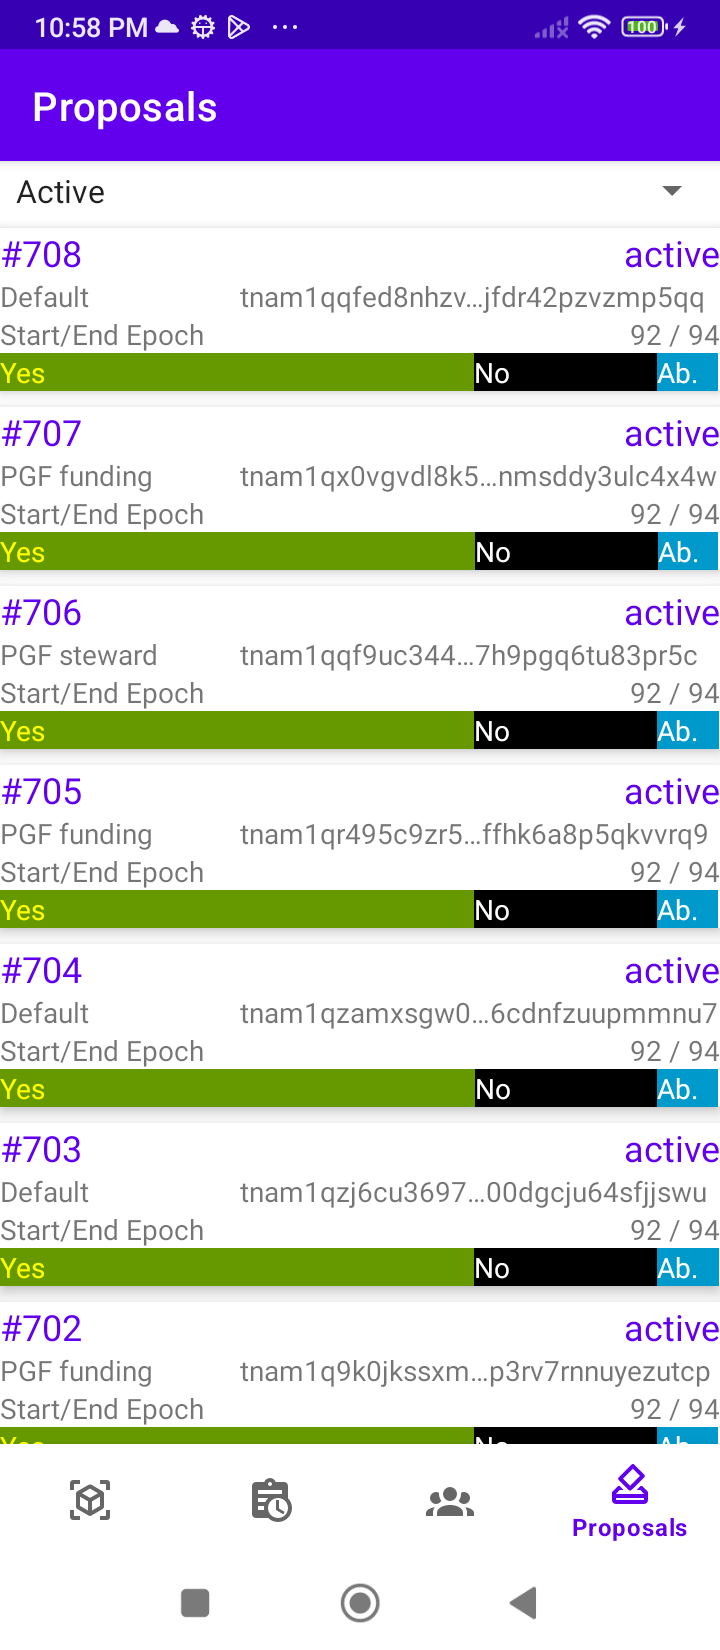 10:58 PM 100
Proposals
Active
#708 active
Default tnam1qqfed8nhzv...jfdr42pzvzmp5qq
Start/End Epoch 92 / 94
Yes No Ab.
#707 active
PGF funding tnam1qx0vgvdl8k5...nmsddy3ulc4x4w
Start/End Epoch 92 / 94
Yes No Ab.
#706 active
PGF steward tnam1qqf9uc344...7h9pgq6tu83pr5c
Start/End Epoch 92 / 94
Yes No Ab.
#705 active
PGF funding tnam1qr495c9zr5...ffhk6a8p5qkvvrq9
Start/End Epoch 92 / 94
Yes No Ab.
#704 active
Default tnam1qzamxsgw0...6cdnfzuupmmnu7
Start/End Epoch 92 / 94
Yes No Ab.
#703 active
Default tnam1qzj6cu3697...00dgcju64sfjjswu
Start/End Epoch 92 / 94
Yes No Ab.
#702 active
PGF funding tnam1q9k0jkssxm...p3rv7rnnuyezutcp
Start/End Epoch 92 / 94
Yes No Ab.
Proposals